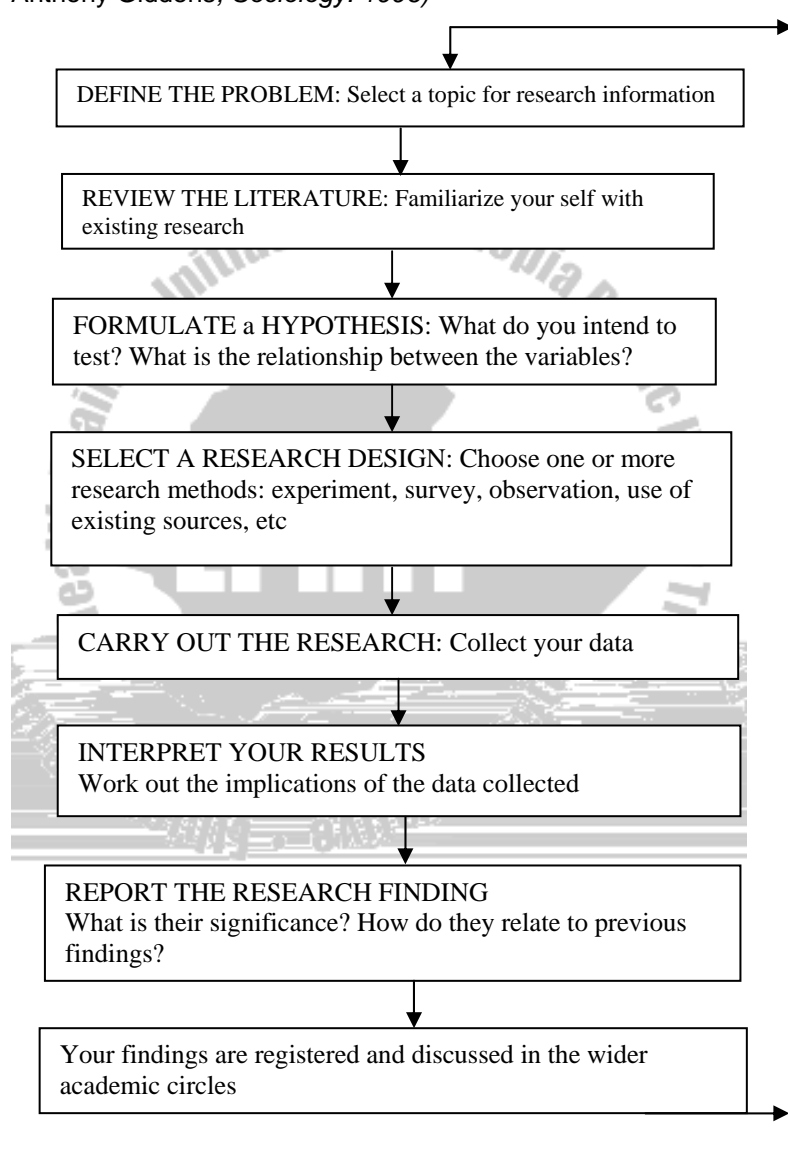 DEFINE THE PROBLEM: Select a topic for research information
REVIEW THE LITERATURE: Familiarize your self with
existing research
FORMULATE a HYPOTHESIS: What do you intend to
test? What is the relationship between the variables?
SELECT A RESEARCH DESIGN: Choose one or more
research methods: experiment, survey, observation, use of
existing sources, etc
CARRY OUT THE RESEARCH: Collect your data
INTERPRET YOUR RESULTS
Work out the implications of the data collected
REPORT THE RESEARCH FINDING
What is their significance? How do they relate to previous
findings?
Your findings are registered and discussed in the wider
academic circles